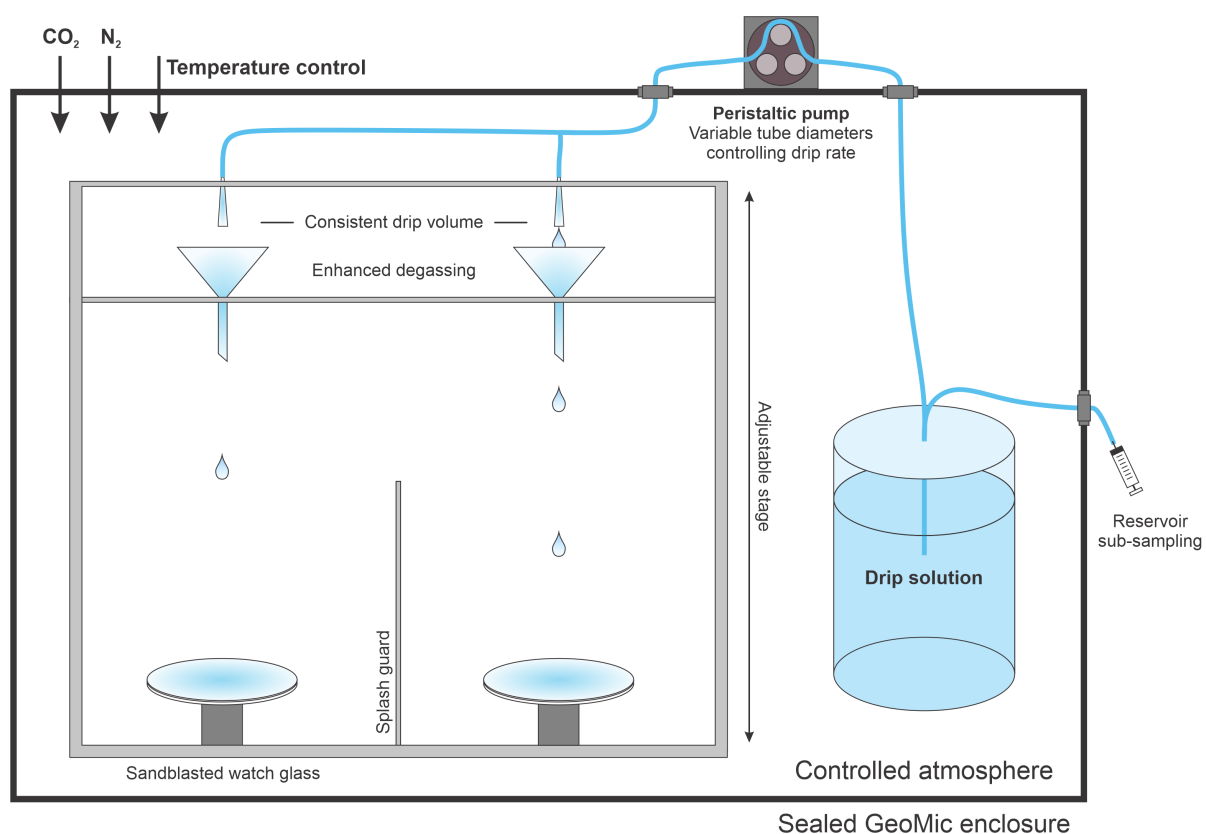 CO₂ N₂
Temperature control
Peristaltic pump
Variable tube diameters
controlling drip rate
Consistent drip volume
Enhanced degassing
Adjustable stage
Reservoir
sub-sampling
Drip solution
Splash guard
Sandblasted watch glass
Controlled atmosphere
Sealed GeoMic enclosure